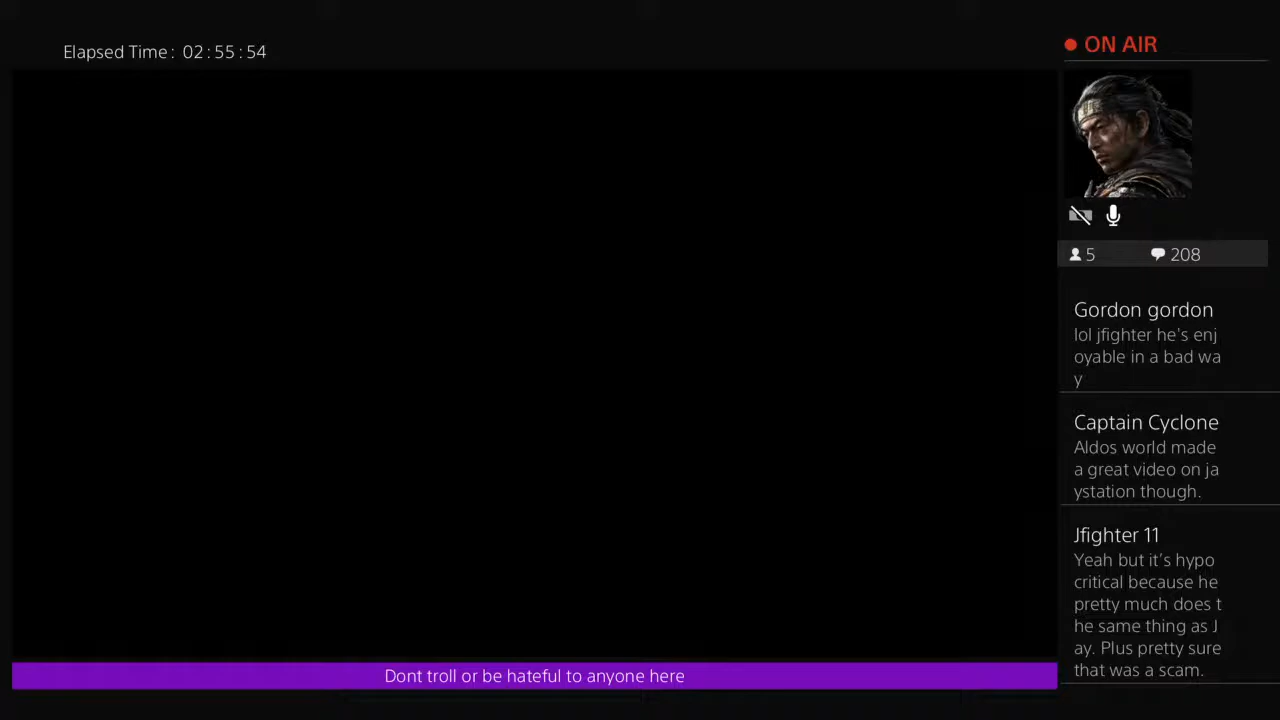 Elapsed Time: 02:55:54
ON AIR
5 208
Gordon gordon
lol jfighter he's enj
oyable in a bad wa
y
Captain Cyclone
Aldos world made
a great video on ja
ystation though.
Jfighter 11
Yeah but it's hypo
critical because he
pretty much does t
he same thing as J
ay. Plus pretty sure
that was a scam.
Dont troll or be hateful to anyone here